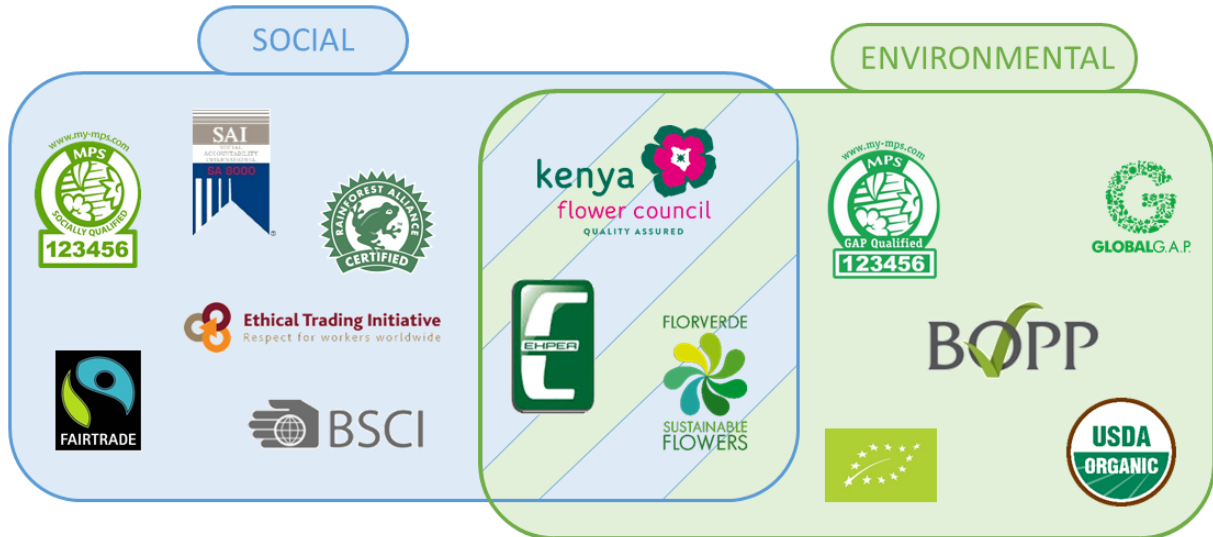 SOCIAL
ENVIRONMENTAL
www.my-mps.com
MPS
SOCIALLY QUALIFIED
123456
SAI
SOCIAL
ACCOUNTABILITY
SA 8000
RAINFOREST ALLIANCE
CERTIFIED
Ethical Trading Initiative
Respect for workers worldwide
FAIRTRADE
BSCI
kenya
flower council
QUALITY ASSURED
EHPEA
FLORVERDE
SUSTAINABLE
FLOWERS
www.my-mps.com
MPS
GAP Qualified
123456
G
GLOBALG.A.P.
BOPP
USDA
ORGANIC